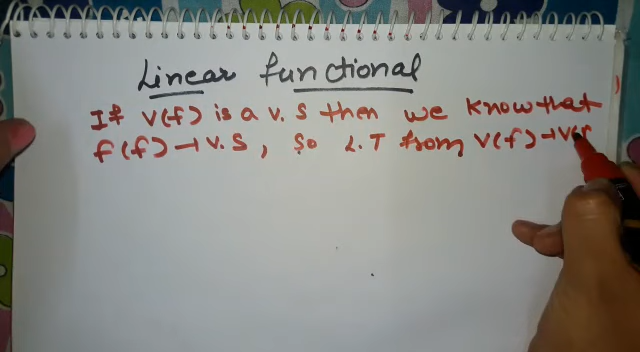 Linear functional
If V(f) is a V.S then we know that
f(f) → V.S, So L.T from V(f) →